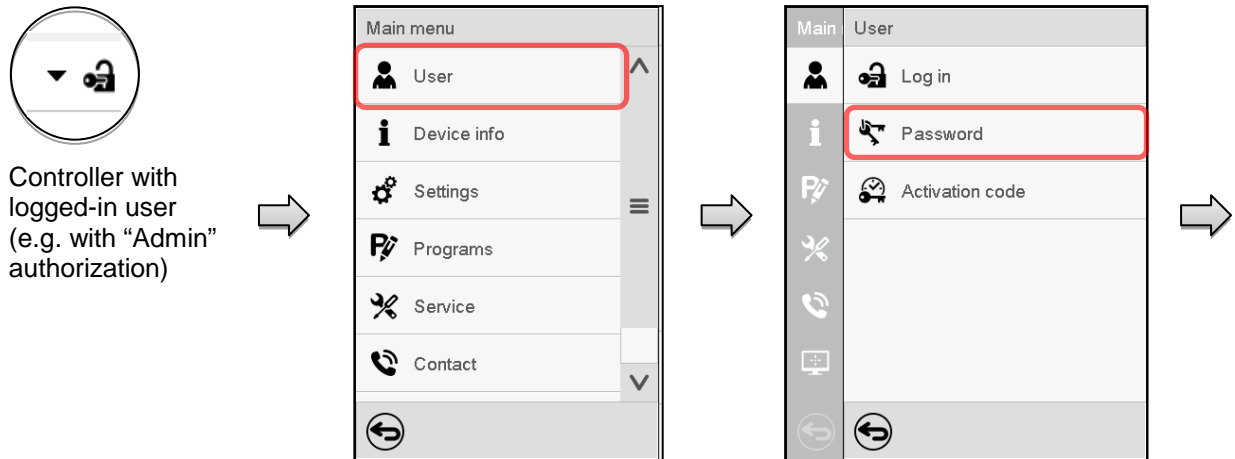 Controller with
logged-in user
(e.g. with “Admin”
authorization)
Main menu
User
Device info
Settings
Programs
Service
Contact
Main
User
Log in
Password
Activation code